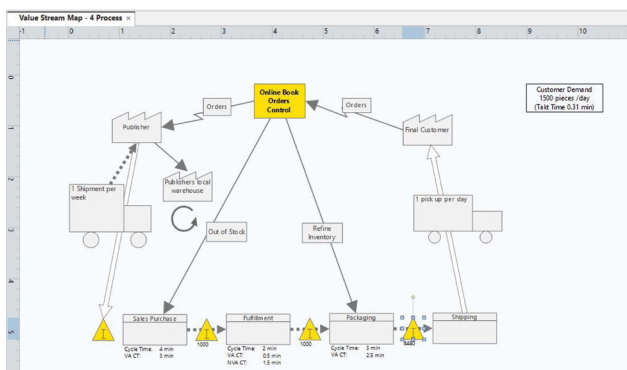 Value Stream Map - 4 Process ×
-1 0 1 2 3 4 5 6 7 8 9 10
0
1
2
3
4
5
Online Book
Orders
Control
Customer Demand
1500 pieces /day
(Takt Time 0.31 min)
Orders
Orders
Publisher
Final Customer
Publishers local
warehouse
1 Shipment per
week
1 pick up per day
Out of Stock
Refine
Inventory
Sales Purchase
Fulfillment
Packaging
Shipping
I
I
I
I
1000
1000
Cycle Time: 4 min
VA CT: 3 min
Cycle Time: 2 min
VA CT: 0.5 min
NVA CT: 1.5 min
Cycle Time: 3 min
VA CT: 2.5 min